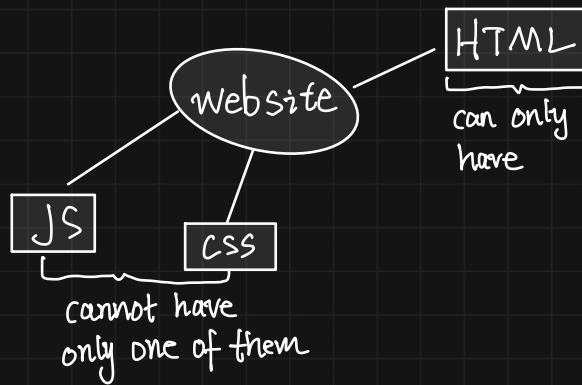 HTML
website
can only
have
JS
css
cannot have
only one of them